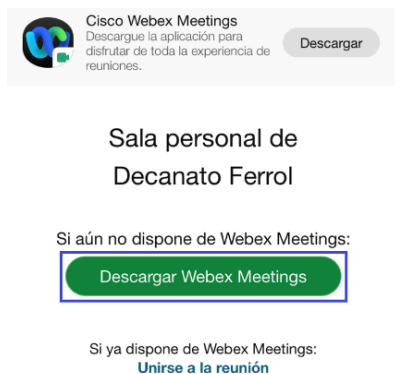 Cisco Webex Meetings
Descargue la aplicación para
disfrutar de toda la experiencia de
reuniones.
Descargar
Sala personal de
Decanato Ferrol
Si aún no dispone de Webex Meetings:
Descargar Webex Meetings
Si ya dispone de Webex Meetings:
Unirse a la reunión